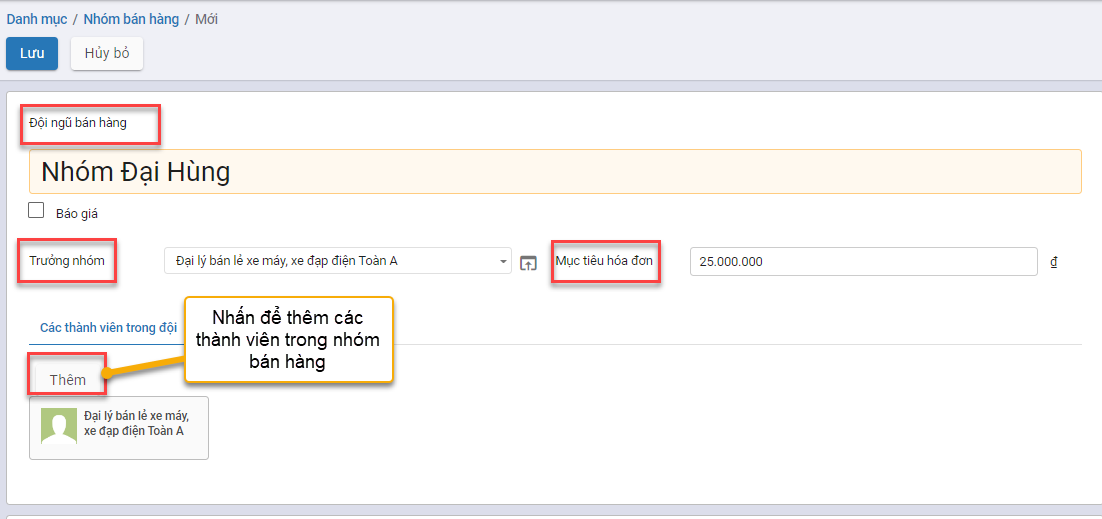 Danh mục / Nhóm bán hàng / Mới
Lưu Hủy bỏ
Đội ngũ bán hàng
Nhóm Đại Hùng
Báo giá
Trưởng nhóm Đại lý bán lẻ xe máy, xe đạp điện Toàn A Mục tiêu hóa đơn 25.000.000 ₫
Các thành viên trong đội
Nhấn để thêm các
thành viên trong nhóm
bán hàng
Thêm
Đại lý bán lẻ xe máy,
xe đạp điện Toàn A